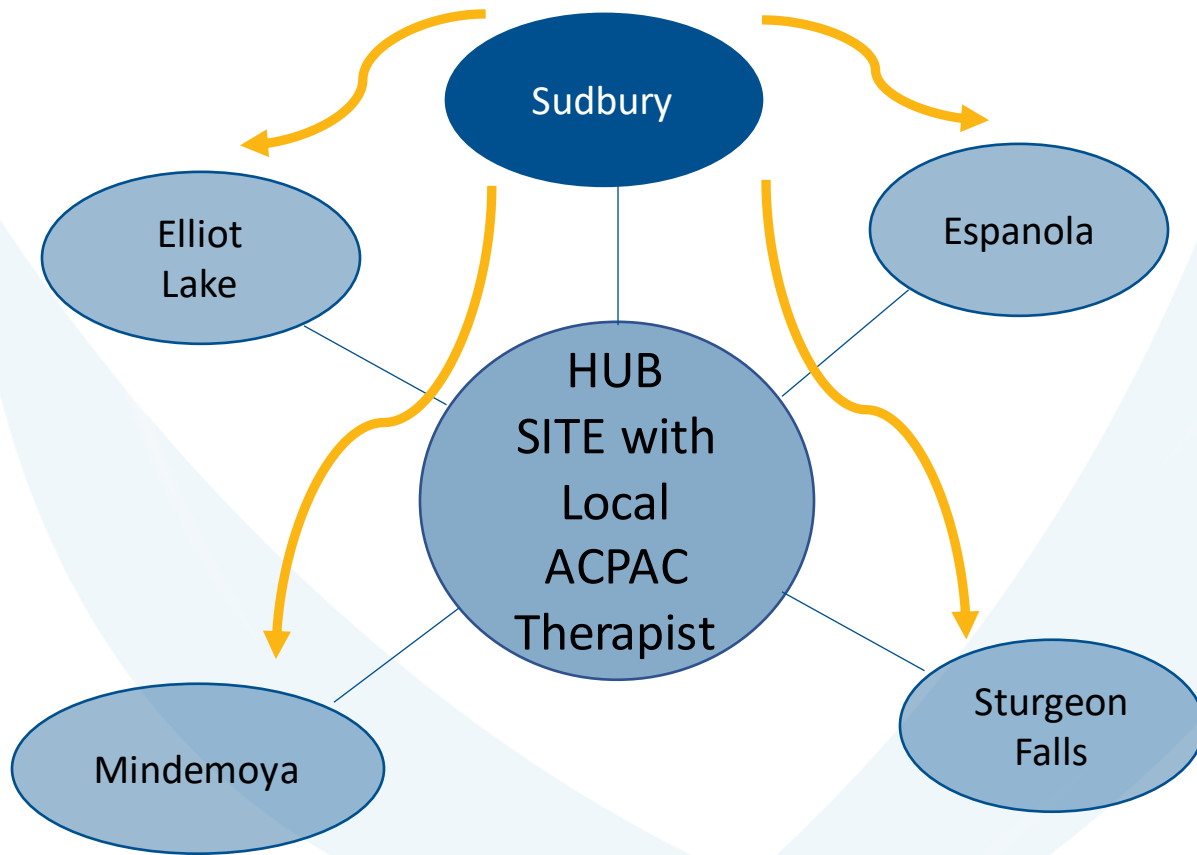 Sudbury
Elliot
Lake
Espanola
HUB
SITE with
Local
ACPAC
Therapist
Mindemoya
Sturgeon
Falls